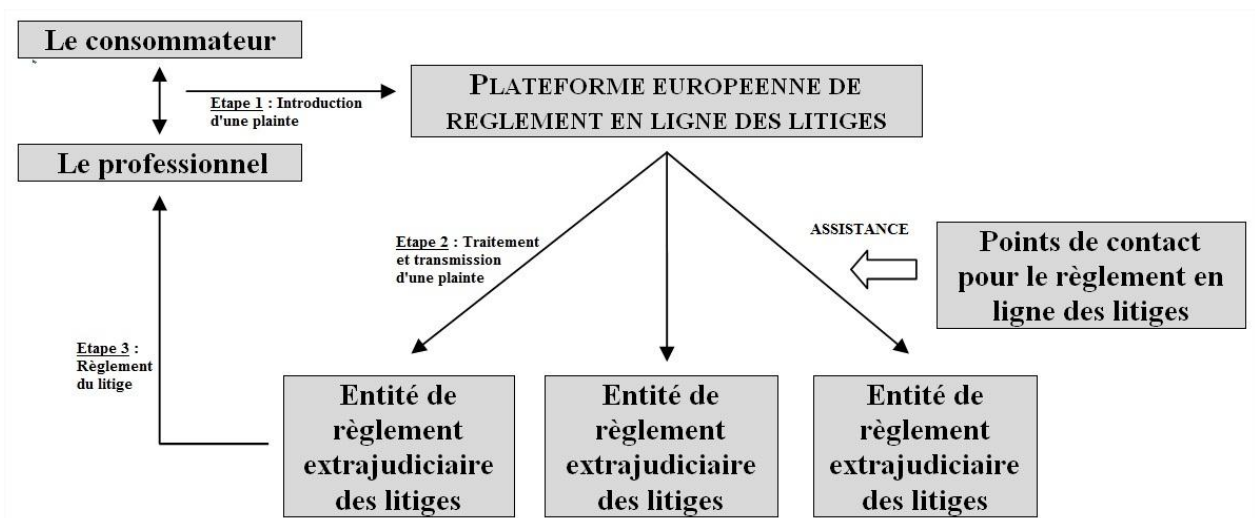 Le consommateur
Etape 1 : Introduction
d'une plainte
PLATEFORME EUROPEENNE DE
REGLEMENT EN LIGNE DES LITIGES
Le professionnel
Etape 2 : Traitement
et transmission
d'une plainte
ASSISTANCE
Points de contact
pour le règlement en
ligne des litiges
Etape 3 :
Règlement
du litige
Entité de
règlement
extrajudiciaire
des litiges
Entité de
règlement
extrajudiciaire
des litiges
Entité de
règlement
extrajudiciaire
des litiges